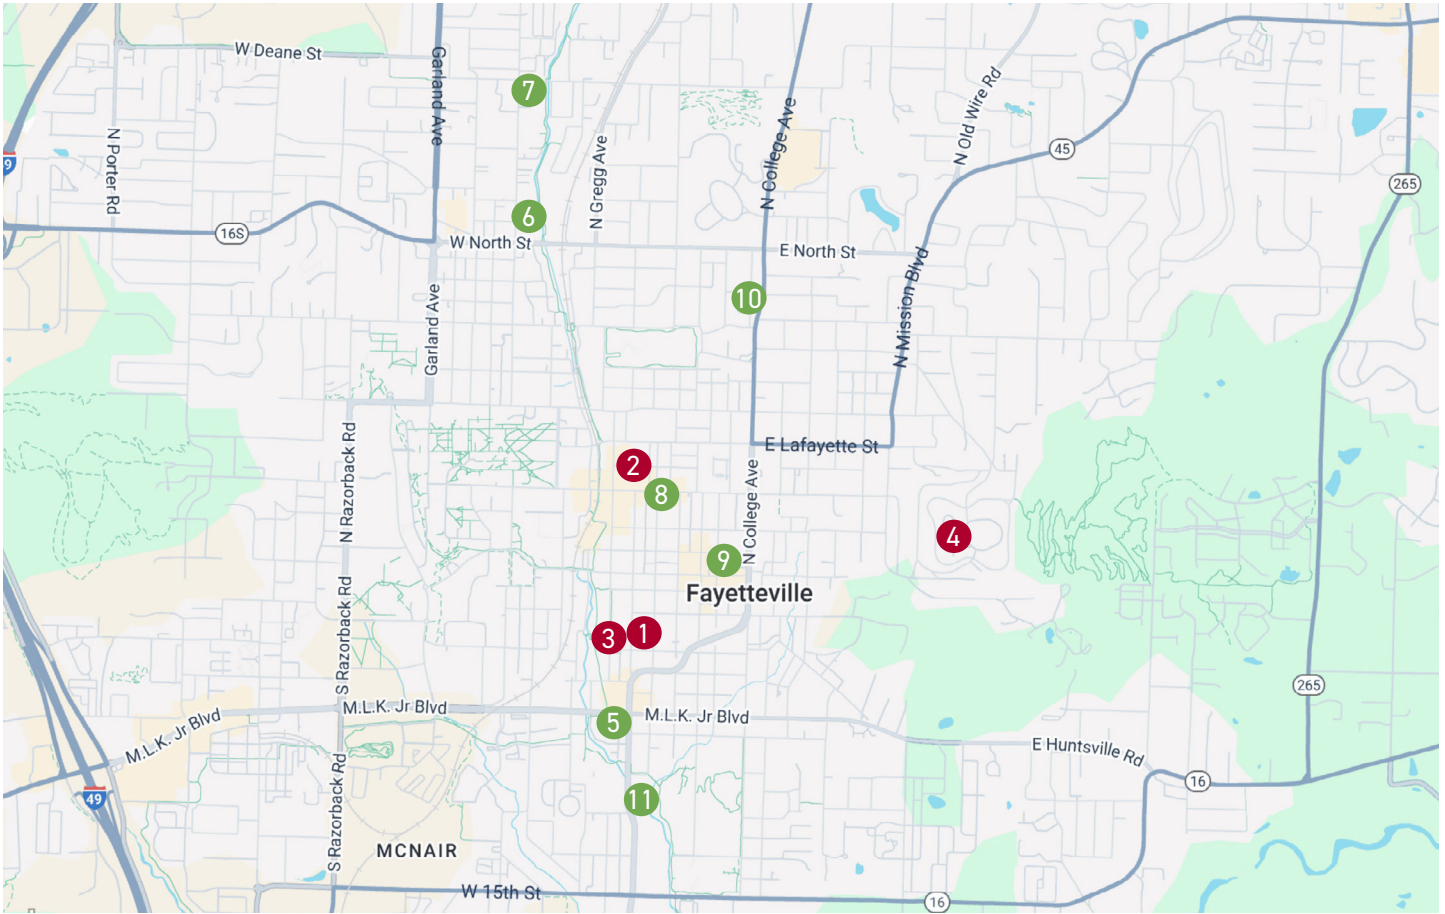 W Deane St
Garland Ave
7
N College Ave
N Old Wire Rd
N Porter Rd
N Gregg Ave
45
9
265
6
16S
W North St
E North St
10
Garland Ave
N Mission Blvd
N Razorback Rd
E Lafayette St
2
8
N College Ave
4
9
Fayetteville
S Razorback Rd
3
1
265
M.L.K. Jr Blvd
M.L.K. Jr Blvd
5
M.L.K. Jr Blvd
E Huntsville Rd
16
49
S Razorback Rd
11
MCNAIR
W 15th St
16